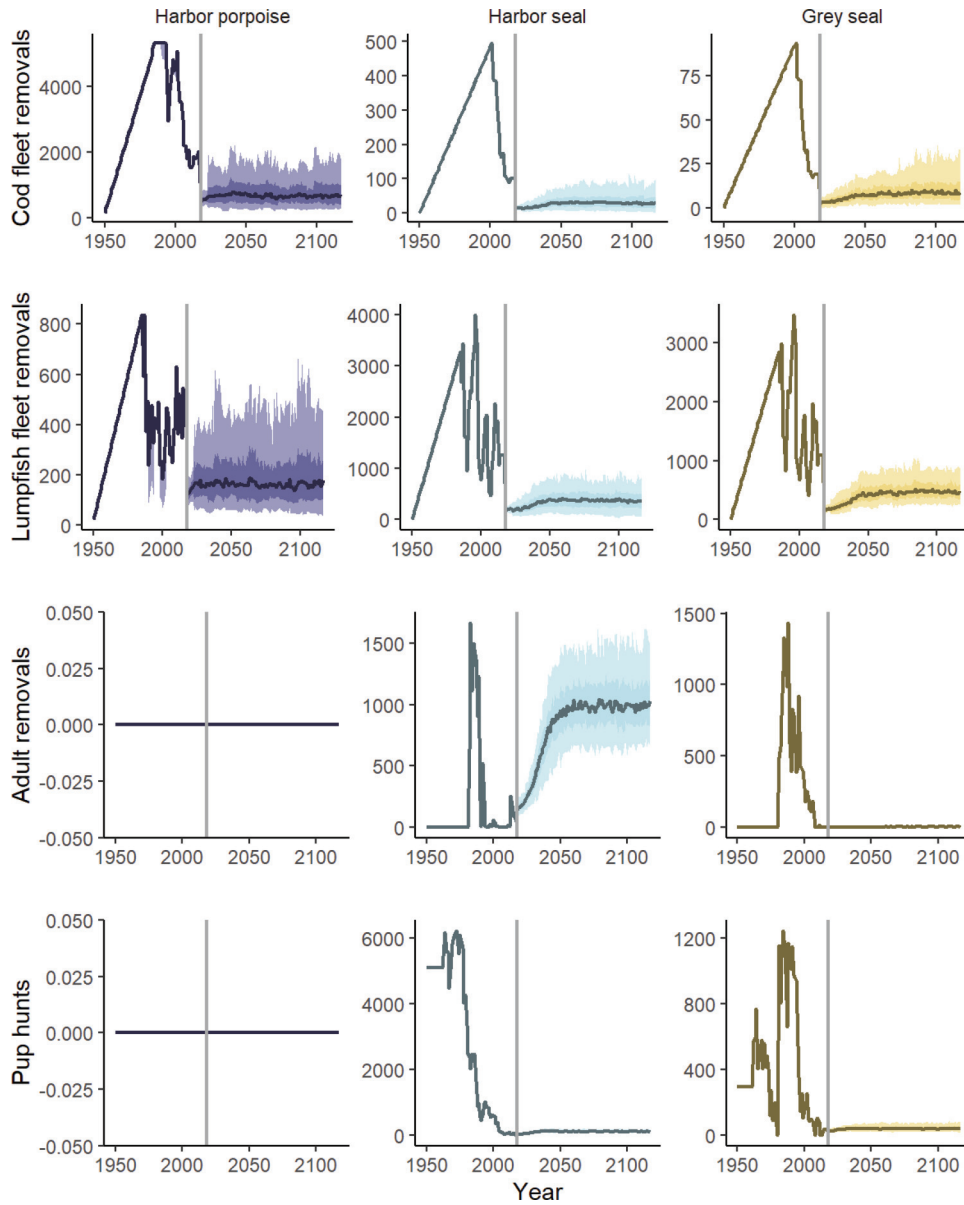 Harbor porpoise Harbor seal Grey seal
Cod fleet removals
4000
2000
0
1950 2000 2050 2100
500
400
300
200
100
0
1950 2000 2050 2100
75
50
25
0
1950 2000 2050 2100
Lumpfish fleet removals
800
600
400
200
0
1950 2000 2050 2100
4000
3000
2000
1000
0
1950 2000 2050 2100
3000
2000
1000
0
1950 2000 2050 2100
Adult removals
0.050
0.025
0.000
-0.025
-0.050
1950 2000 2050 2100
1500
1000
500
0
1950 2000 2050 2100
1500
1000
500
0
1950 2000 2050 2100
Pup hunts
0.050
0.025
0.000
-0.025
-0.050
1950 2000 2050 2100
6000
4000
2000
0
1950 2000 2050 2100
1200
800
400
0
1950 2000 2050 2100
Year